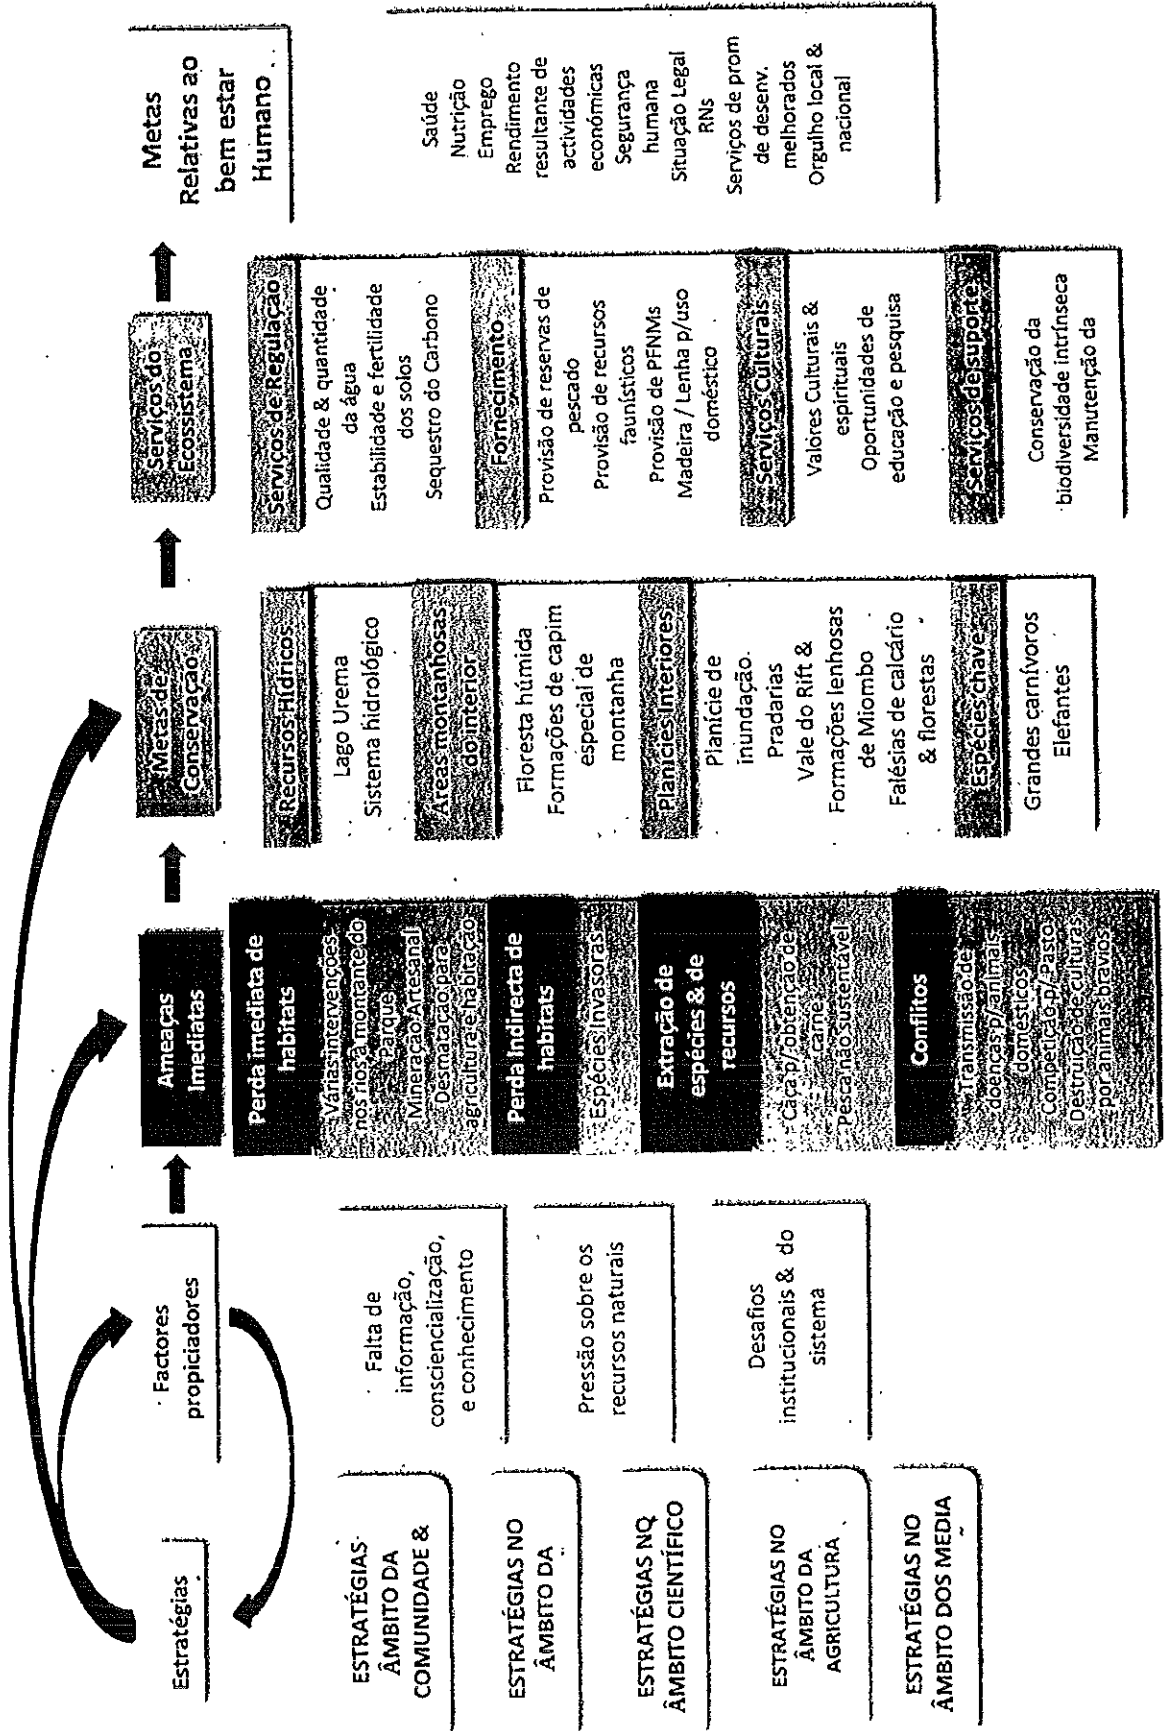 Estratégias
Factores
propiciadores
Ameaças
Imediatas
Metas de
Conservação
Serviços do
Ecossistema
Metas
Relativas ao
bem estar
Humano
ESTRATÉGIAS
ÂMBITO DA
COMUNIDADE &
ESTRATÉGIAS NO
ÂMBITO DA
ESTRATÉGIAS NO
ÂMBITO CIENTÍFICO
ESTRATÉGIAS NO
ÂMBITO DA
AGRICULTURA
ESTRATÉGIAS NO
ÂMBITO DOS MEDIA
Falta de
informação,
consciencialização,
e conhecimento
Pressão sobre os
recursos naturais
Desafios
institucionais & do
sistema
Perda imediata de
habitats
Várias intervenções
nos rios a montante do
Parque
Mineração Artesanal
Desmatação para
agricultura e habitação
Perda Indirecta de
habitats
Espécies Invasoras
Extração de
espécies & de
recursos
Caça p/ obtenção de
carne
Pesca não sustentável
Conflitos
Transmissão de
doenças p/ animais
domésticos
Competição p/ Pasto
Destruição de culturas
por animais bravios
Recursos Hídricos
Lago Urema
Sistema hidrológico
Áreas montanhosas
do interior
Floresta húmida
Formações de capim
especial de
montanha
Planícies Interiores
Planície de
inundação.
Pradarias
Vale do Rift &
Formações lenhosas
de Miombo
Falésias de calcário
& florestas
Espécies chave
Grandes carnívoros
Elefantes
Serviços de Regulação
Qualidade & quantidade
da água
Estabilidade e fertilidade
dos solos
Sequestro do Carbono
Fornecimento
Provisão de reservas de
pescado
Provisão de recursos
faunísticos
Provisão de PFNMs
Madeira / Lenha p/uso
doméstico
Serviços Culturais
Valores Culturais &
espirituais
Oportunidades de
educação e pesquisa
Serviços de suporte
Conservação da
biodiversidade intrínseca
Manutenção da
Saúde
Nutrição
Emprego
Rendimento
resultante de
actividades
económicas
Segurança
humana
Situação Legal
RNs
Serviços de prom
de desenv.
melhorados
Orgulho local &
nacional